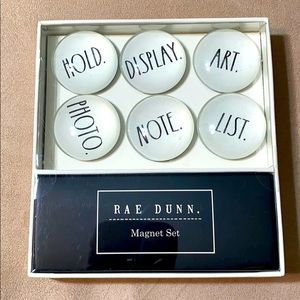 HOLD. DISPLAY. ART.
PHOTO. NOTE. LIST.
RAE DUNN.
Magnet Set